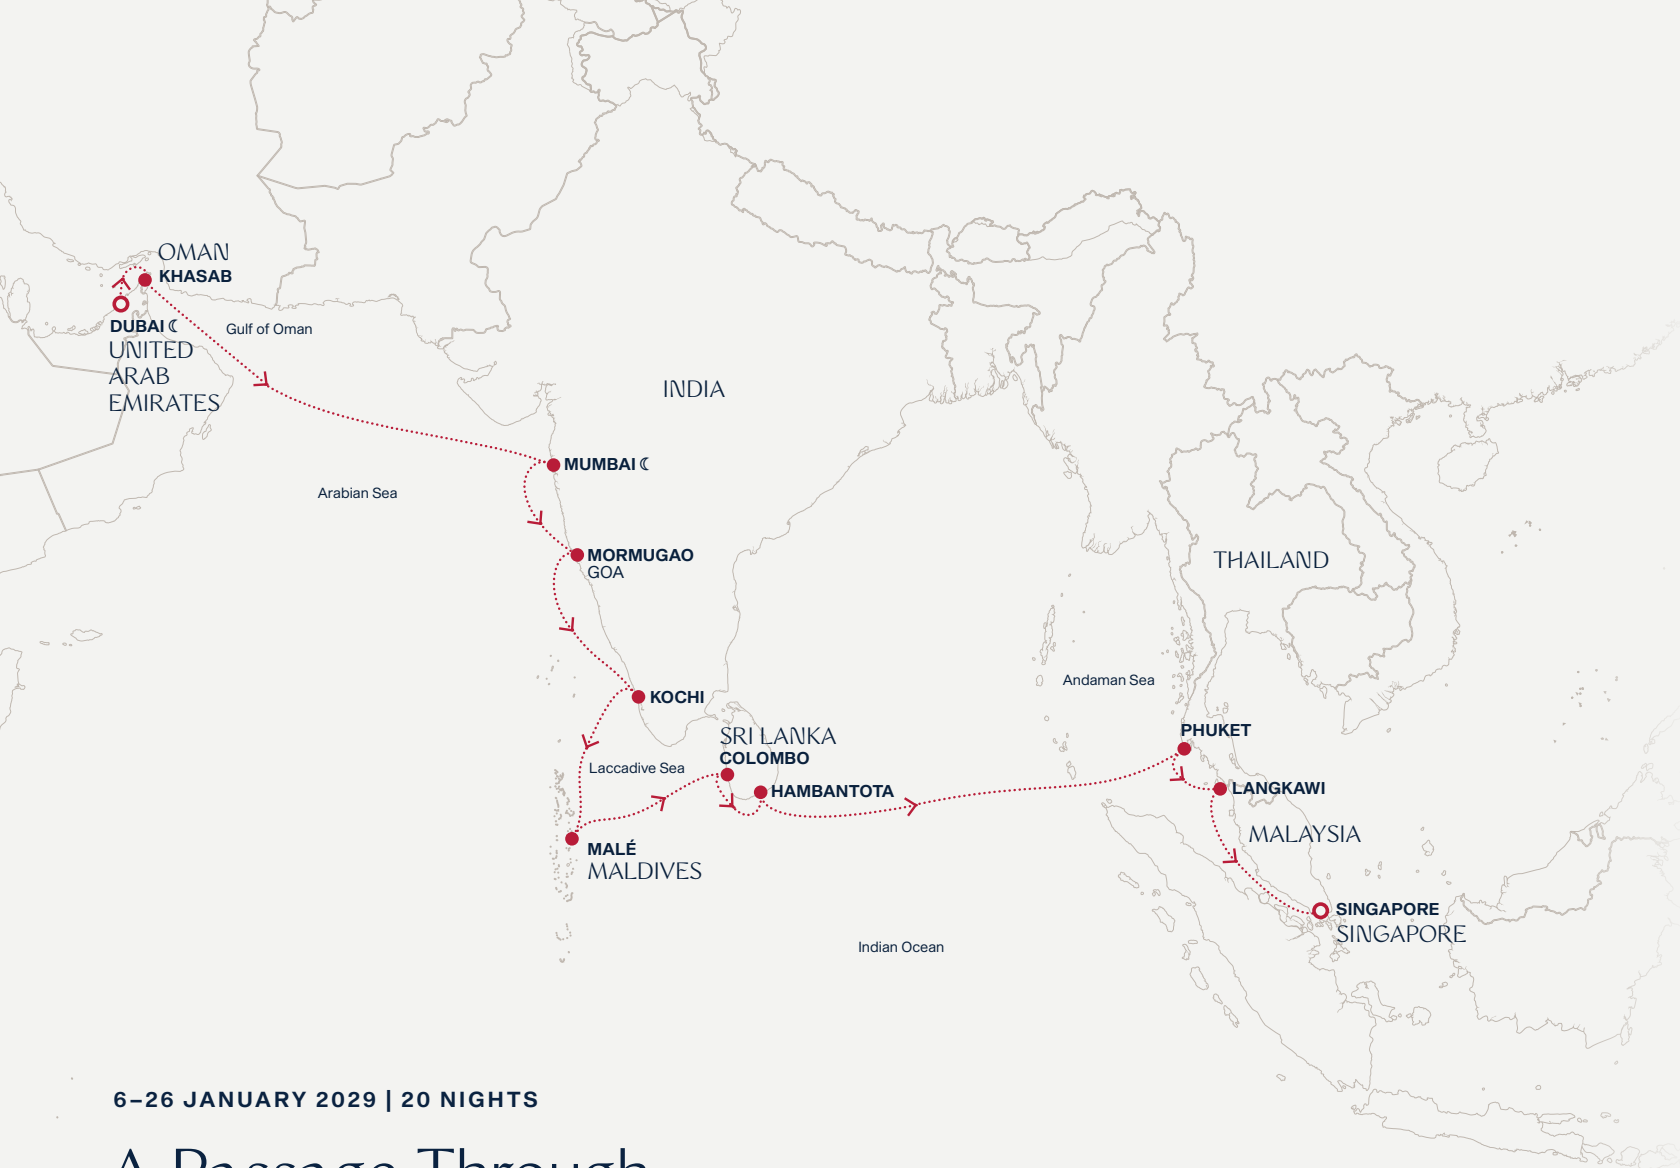 OMAN
KHASAB
DUBAI ☾
UNITED
ARAB
EMIRATES
Gulf of Oman
INDIA
MUMBAI ☾
Arabian Sea
MORMUGAO
GOA
THAILAND
Andaman Sea
KOCHI
PHUKET
SRI LANKA
COLOMBO
Laccadive Sea
HAMBANTOTA
LANGKAWI
MALAYSIA
MALÉ
MALDIVES
SINGAPORE
SINGAPORE
Indian Ocean
6–26 JANUARY 2029 | 20 NIGHTS
A Passage Through